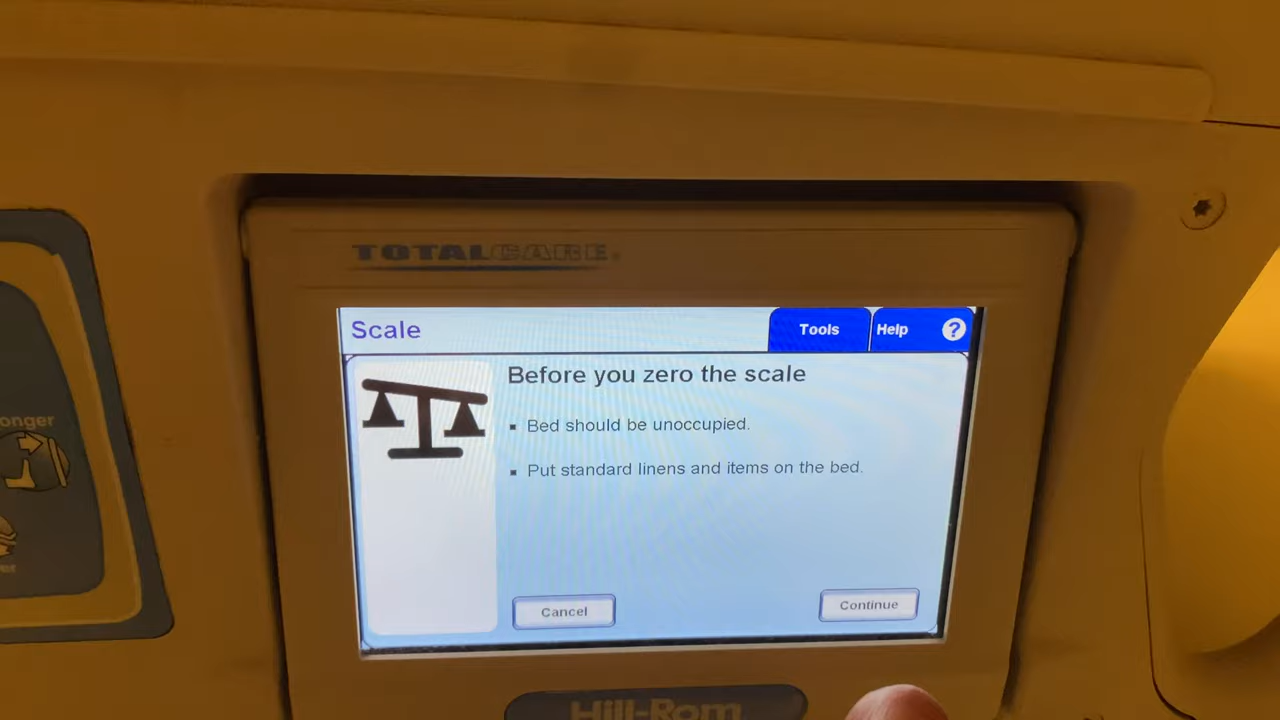 TOTALCARE®
Scale
Tools
Help ?
Before you zero the scale
▪ Bed should be unoccupied.
▪ Put standard linens and items on the bed.
Cancel
Continue
Hill-Rom